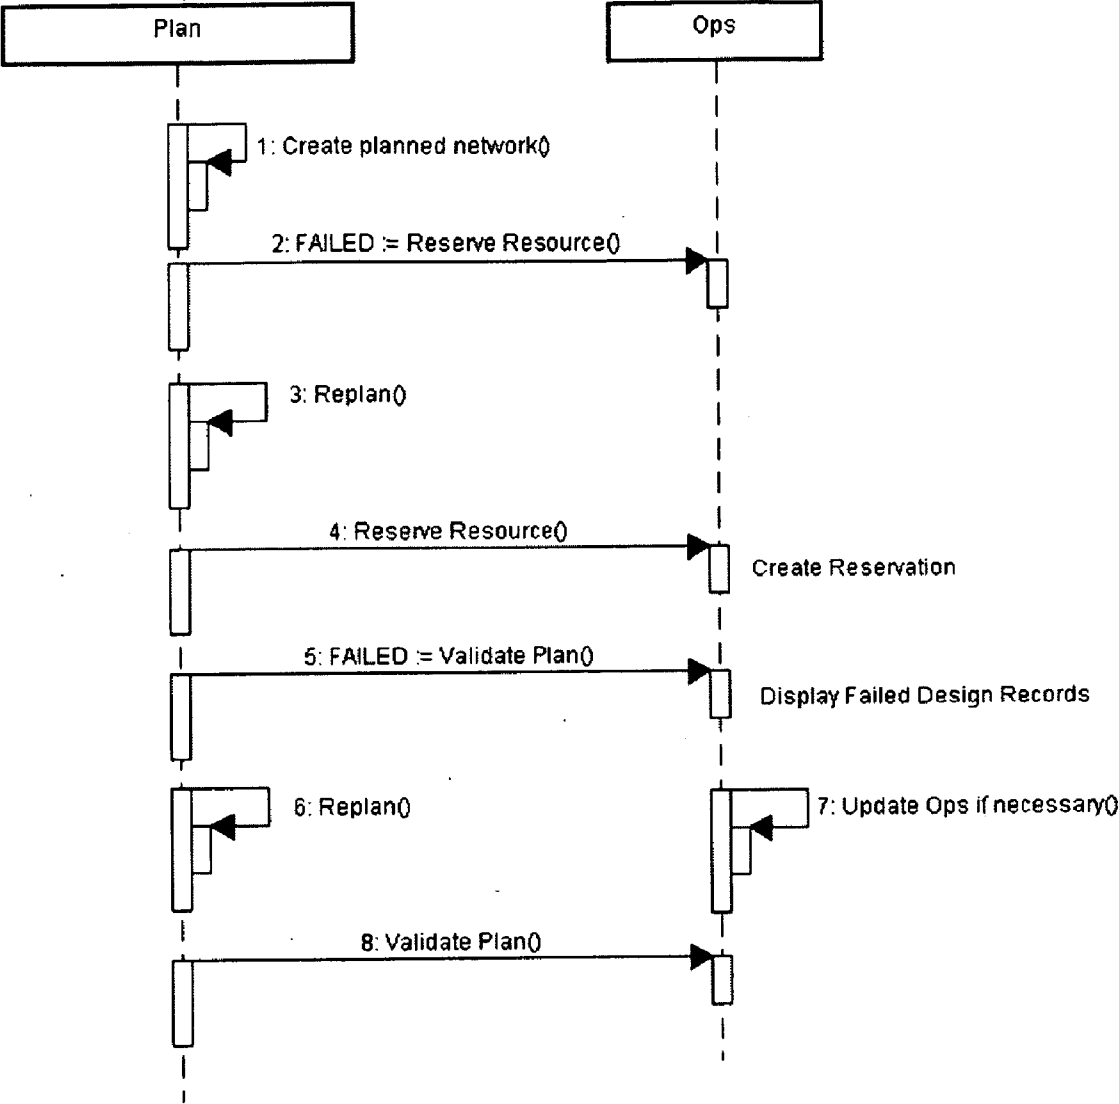 Plan
Ops
1: Create planned network()
2: FAILED := Reserve Resource()
3: Replan()
4: Reserve Resource()
Create Reservation
5: FAILED := Validate Plan()
Display Failed Design Records
6: Replan()
7: Update Ops if necessary()
8: Validate Plan()